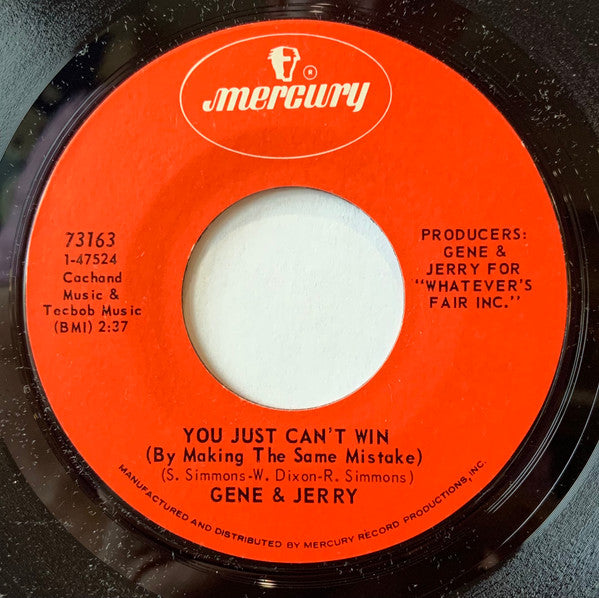 ®
mercury
73163
1-47524
Cachand
Music &
Tecbob Music
(BMI) 2:37
PRODUCERS:
GENE &
JERRY FOR
"WHATEVER'S
FAIR INC."
YOU JUST CAN'T WIN
(By Making The Same Mistake)
(S. Simmons-W. Dixon-R. Simmons)
GENE & JERRY
MANUFACTURED AND DISTRIBUTED BY MERCURY RECORD PRODUCTIONS, INC.